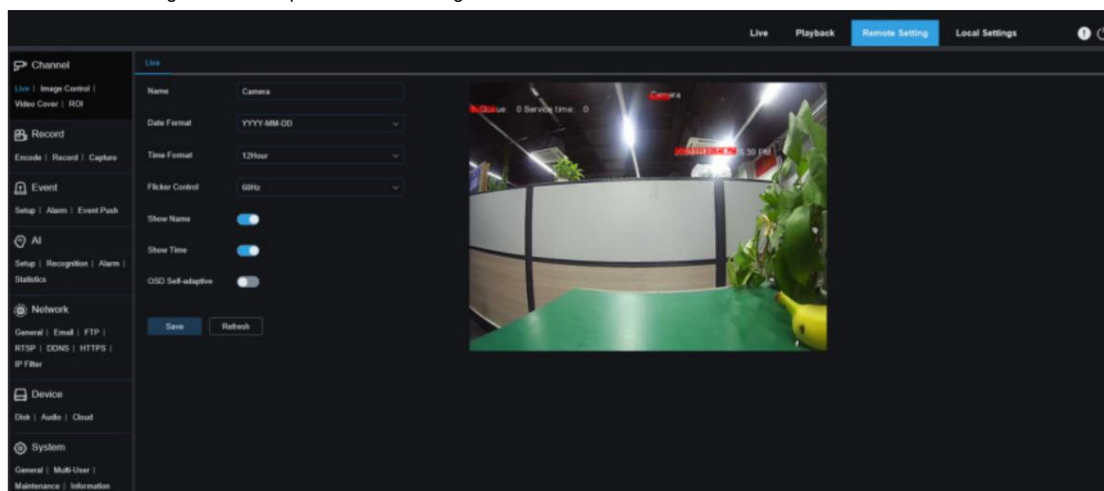 Live Playback Remote Setting Local Settings
Channel
Live | Image Control |
Video Cover | ROI
Record
Encode | Record | Capture
Event
Setup | Alarm | Event Push
AI
Setup | Recognition | Alarm |
Statistics
Network
General | Email | FTP |
RTSP | DDNS | HTTPS |
IP Filter
Device
Disk | Audio | Cloud
System
General | Multi-User |
Maintenance | Information
Live
Name Camera
Date Format YYYY-MM-DD
Time Format 12Hour
Flicker Control 60Hz
Show Name
Show Time
OSD Self-adaptive
Save Refresh
Camera
0 Service time: 0
:30 PM